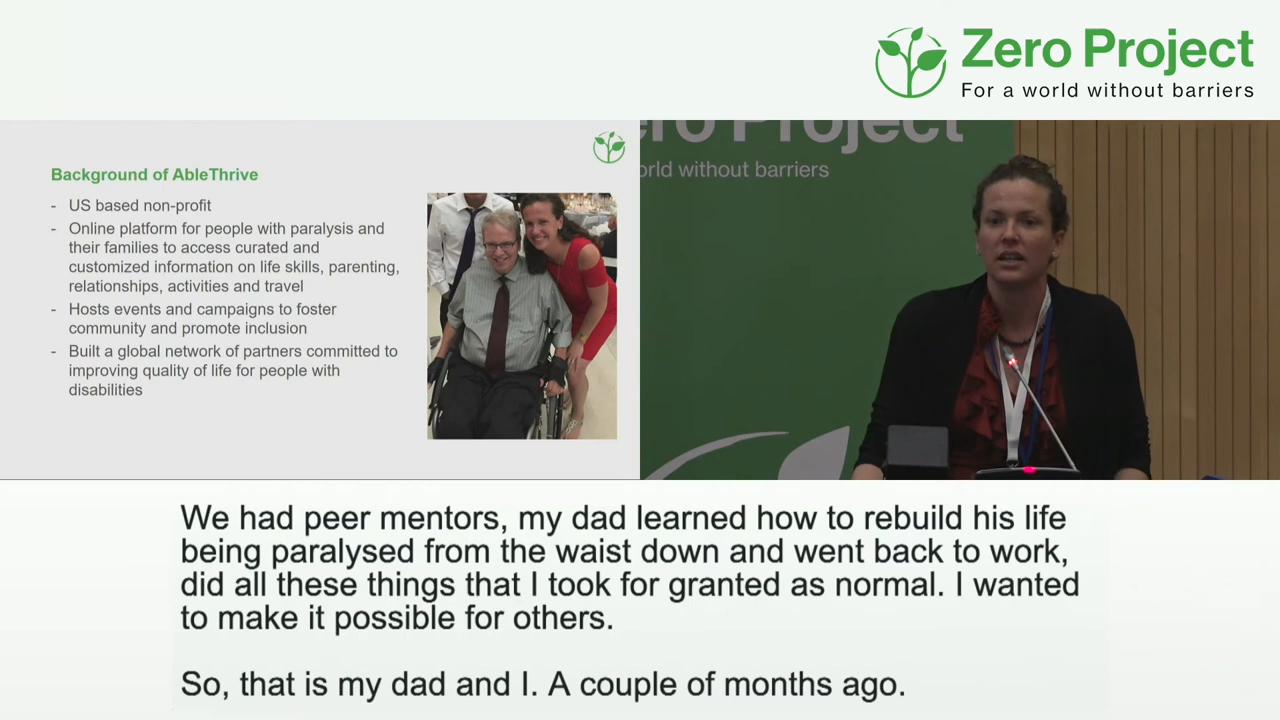 Zero Project
For a world without barriers
Background of AbleThrive
- US based non-profit
- Online platform for people with paralysis and
their families to access curated and
customized information on life skills, parenting,
relationships, activities and travel
- Hosts events and campaigns to foster
community and promote inclusion
- Built a global network of partners committed to
improving quality of life for people with
disabilities
ero Project
orld without barriers
We had peer mentors, my dad learned how to rebuild his life
being paralysed from the waist down and went back to work,
did all these things that I took for granted as normal. I wanted
to make it possible for others.
So, that is my dad and I. A couple of months ago.